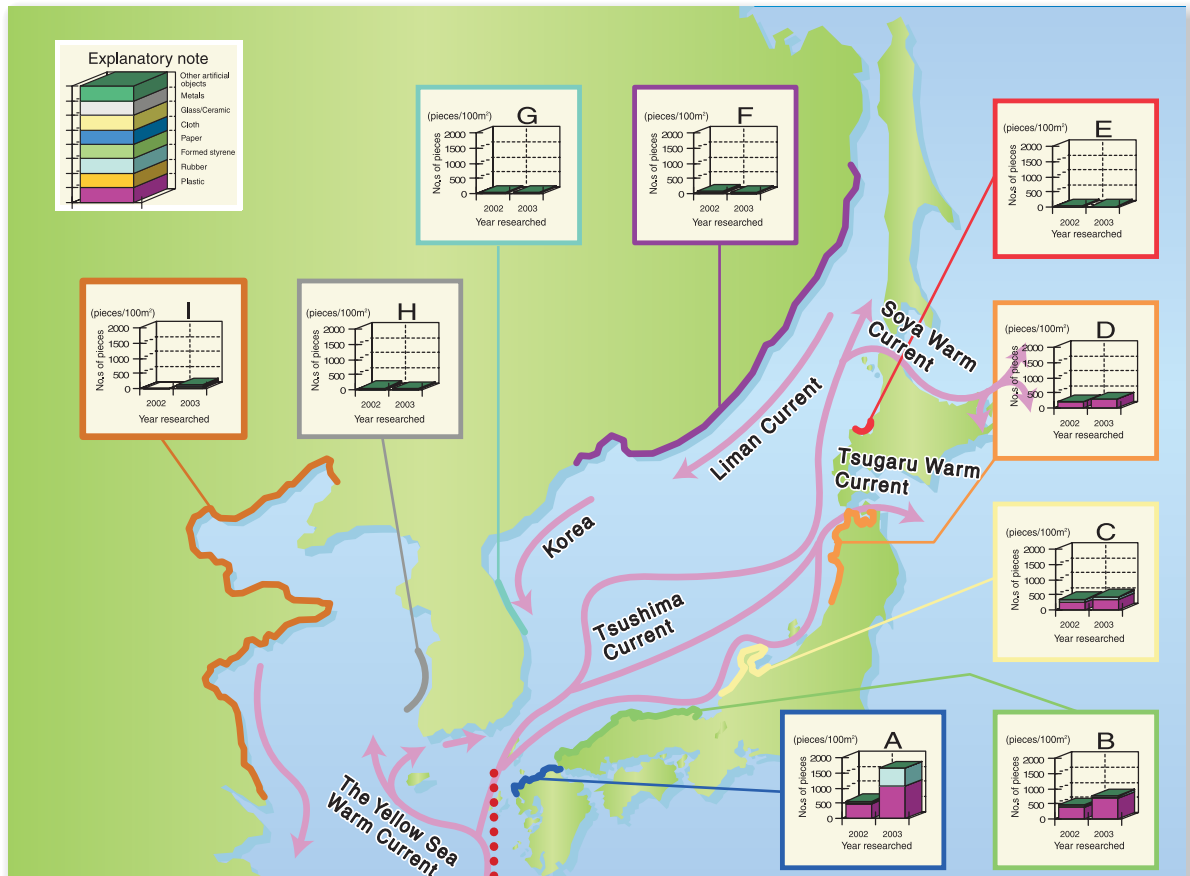 Explanatory note
Other artificial
objects
Metals
Glass/Ceramic
Cloth
Paper
Formed styrene
Rubber
Plastic
G
(pieces/100m²)
No.s of pieces
2000
1500
1000
500
0
2002
2003
Year researched
F
(pieces/100m²)
No.s of pieces
2000
1500
1000
500
0
2002
2003
Year researched
E
(pieces/100m²)
No.s of pieces
2000
1500
1000
500
0
2002
2003
Year researched
I
(pieces/100m²)
No.s of pieces
2000
1500
1000
500
0
2002
2003
Year researched
H
(pieces/100m²)
No.s of pieces
2000
1500
1000
500
0
2002
2003
Year researched
D
(pieces/100m²)
No.s of pieces
2000
1500
1000
500
0
2002
2003
Year researched
Soya Warm
Current
Liman Current
Tsugaru Warm
Current
Korea
Tsushima
Current
C
(pieces/100m²)
No.s of pieces
2000
1500
1000
500
0
2002
2003
Year researched
The Yellow Sea
Warm Current
A
(pieces/100m²)
No.s of pieces
2000
1500
1000
500
0
2002
2003
Year researched
B
(pieces/100m²)
No.s of pieces
2000
1500
1000
500
0
2002
2003
Year researched